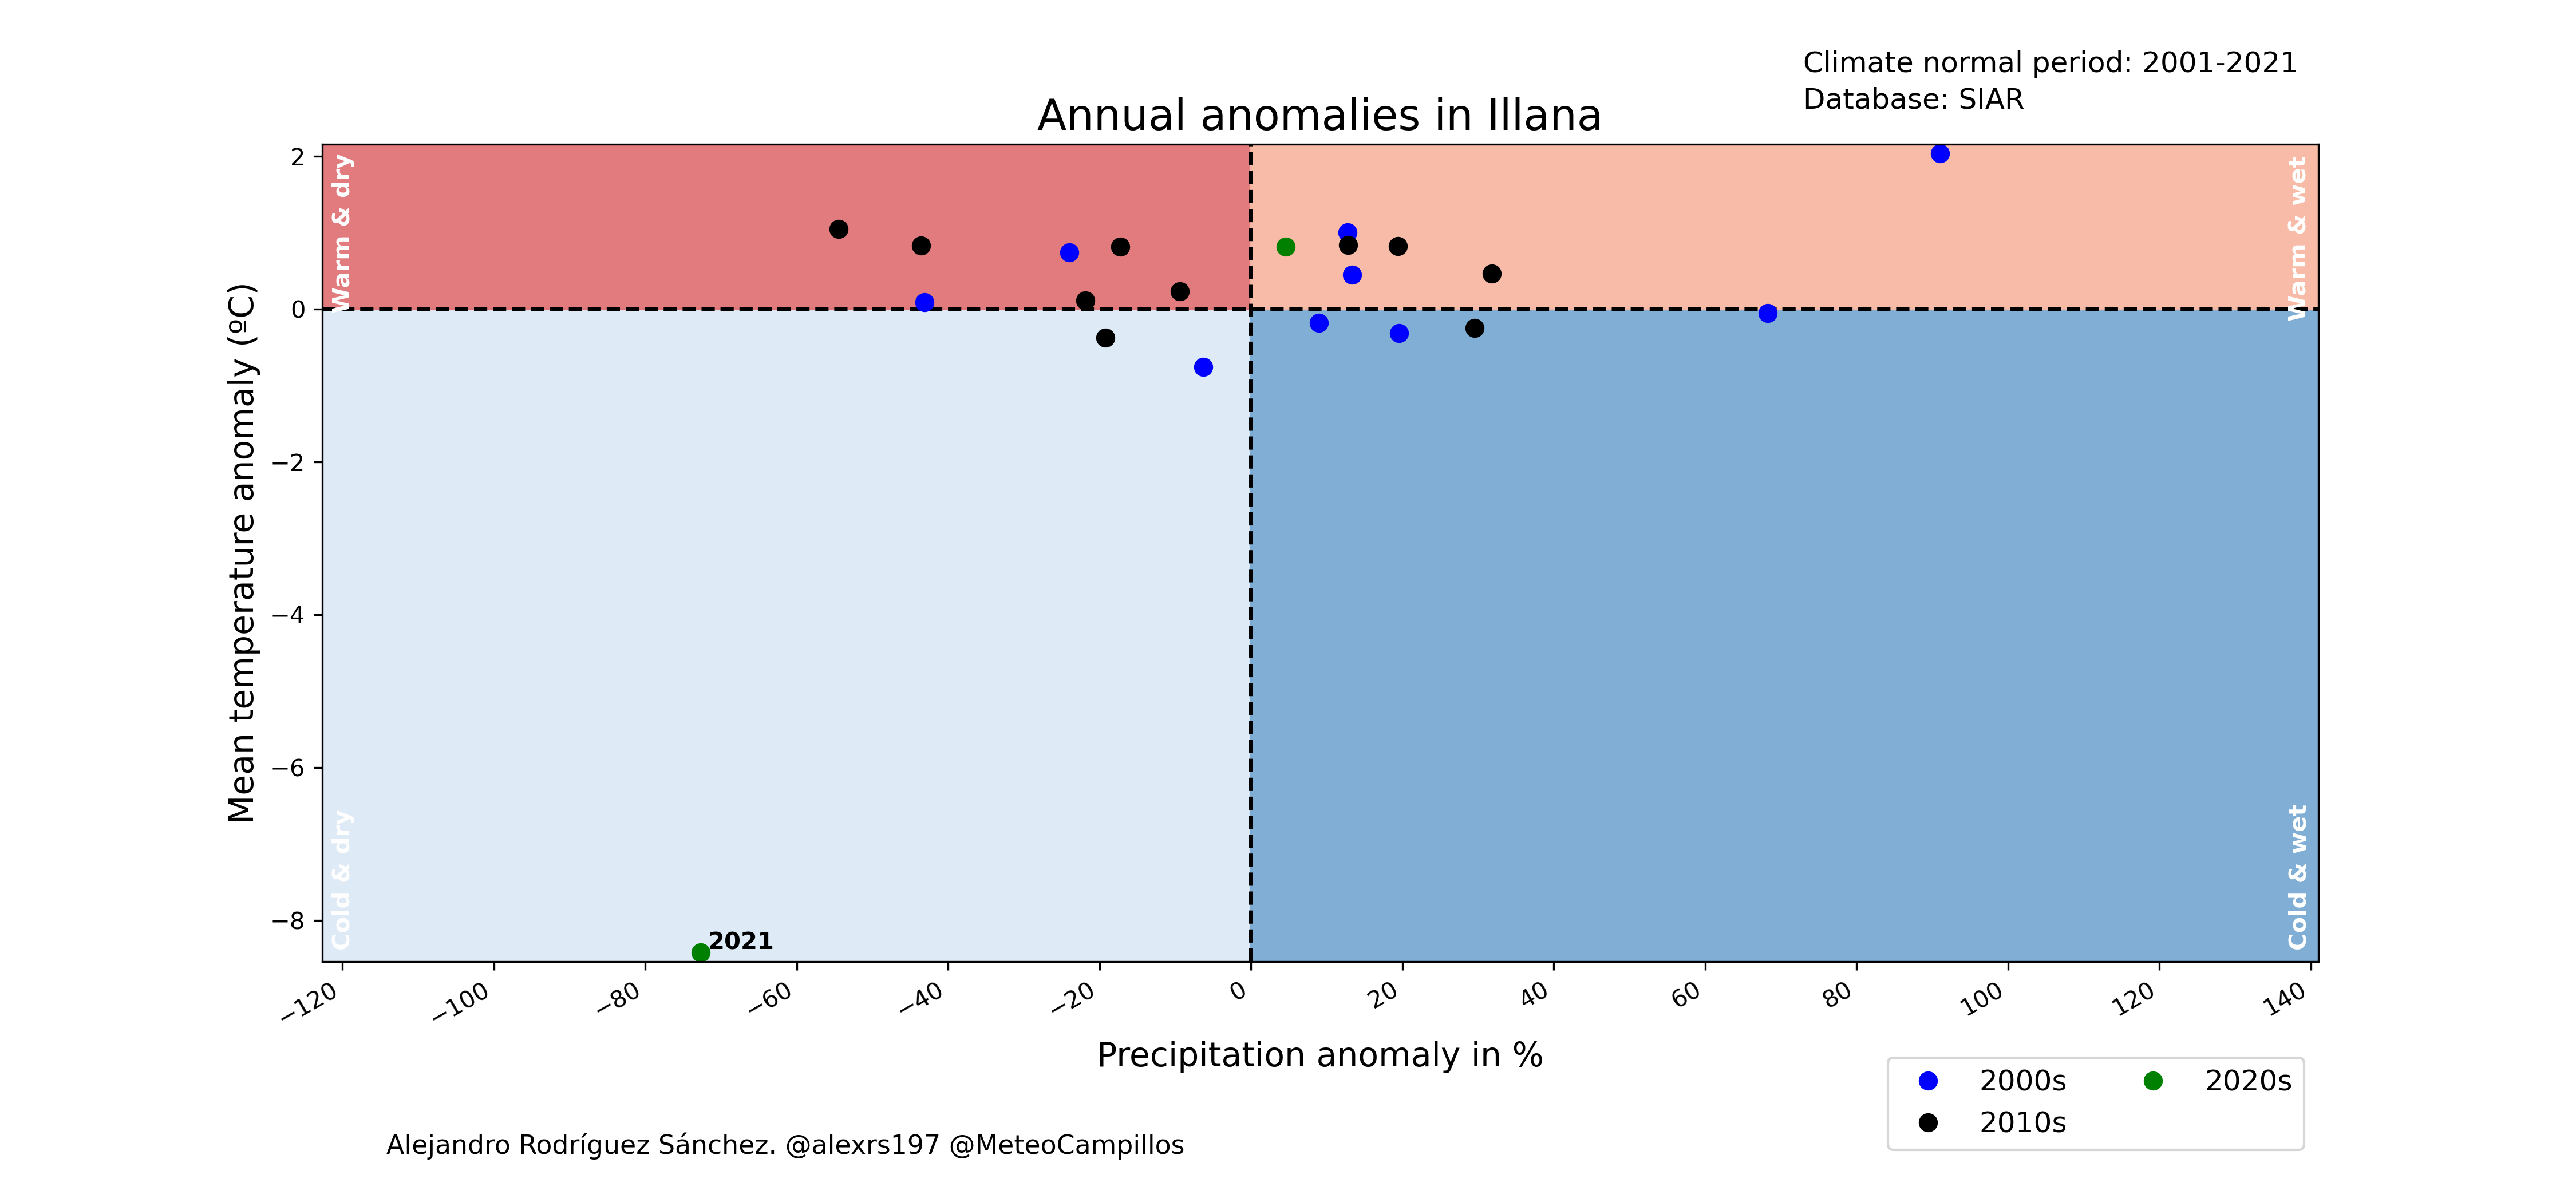 Climate normal period: 2001-2021
Database: SIAR
Annual anomalies in Illana
Warm & dry
Warm & wet
Cold & dry
Cold & wet
Mean temperature anomaly (ºC)
2
0
−2
−4
−6
−8
2021
−120 −100 −80 −60 −40 −20 0 20 40 60 80 100 120 140
Precipitation anomaly in %
2000s 2020s
2010s
Alejandro Rodríguez Sánchez. @alexrs197 @MeteoCampillos